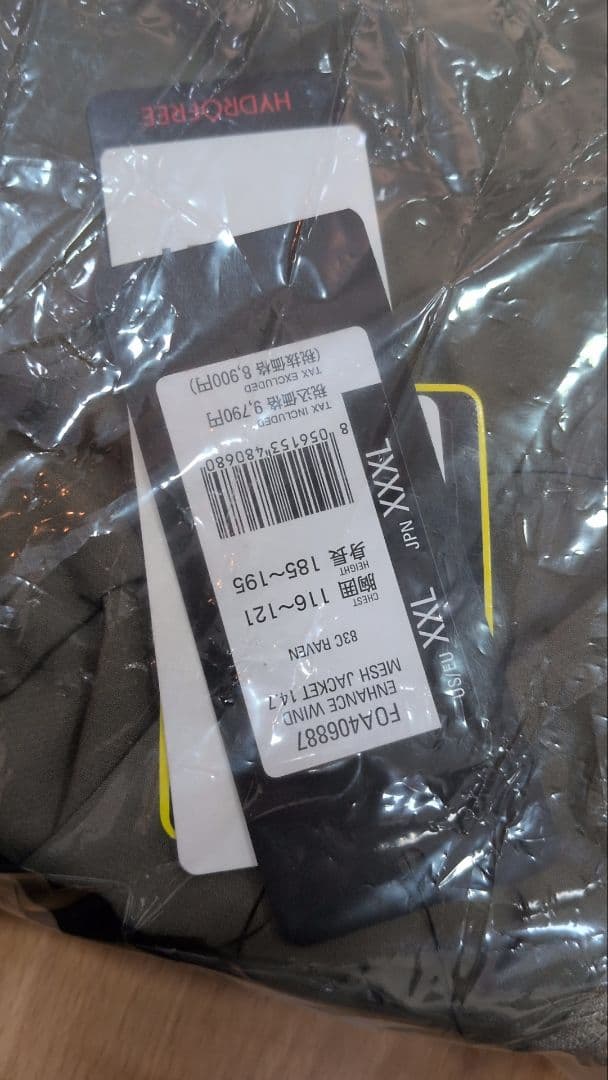 HYDROFREE
FOA406887
ENHANCE WIND
MESH JACKET 14.7
83C RAVEN
CHEST
胸囲 116~121
HEIGHT
身長 185~195
US/EU XXL
JPN XXXL
8 056153 480680
TAX INCLUDED
税込価格 9,790円
TAX EXCLUDED
(税抜価格 8,900円)